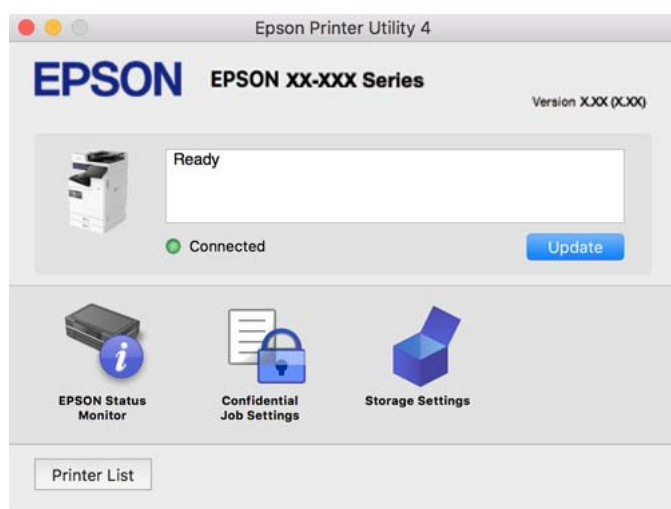 Epson Printer Utility 4
EPSON
EPSON XX-XXX Series
Version X.XX (X.XX)
Ready
Connected
Update
EPSON Status
Monitor
Confidential
Job Settings
Storage Settings
Printer List